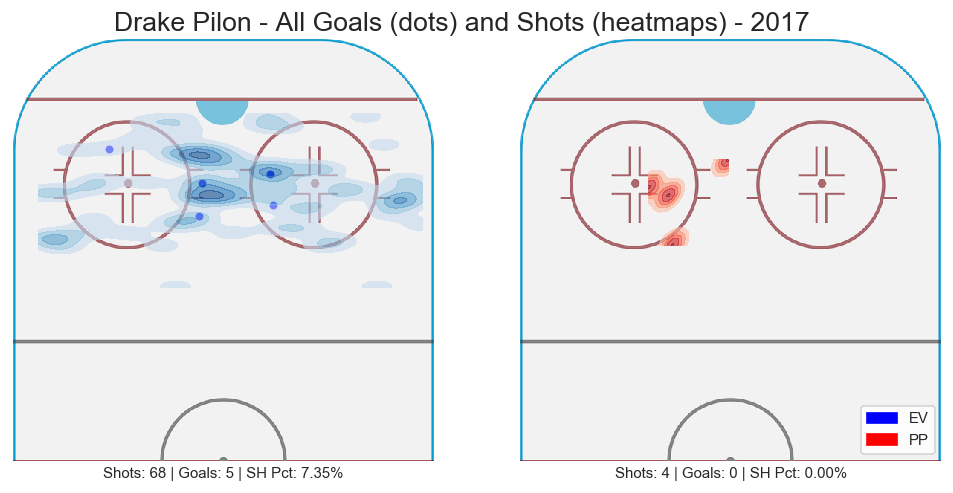 Drake Pilon - All Goals (dots) and Shots (heatmaps) - 2017
EV
PP
Shots: 68 | Goals: 5 | SH Pct: 7.35%
Shots: 4 | Goals: 0 | SH Pct: 0.00%